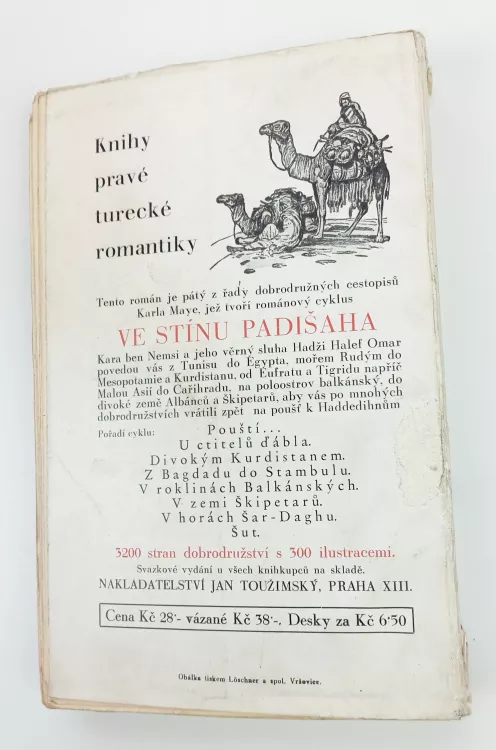 Knihy
pravé
turecké
romantiky
Tento román je pátý z řady dobrodružných cestopisů
Karla Maye, jež tvoří románový cyklus
VE STÍNU PADIŠAHA
Kara ben Nemsi a jeho věrný sluha Hadži Halef Omar
povedou vás z Tunisu do Egypta, mořem Rudým do
Mesopotamie a Kurdistanu, od Eufratu a Tigridu napříč
Malou Asií do Cařihradu, na poloostrov balkánský, do
divoké země Albánců a Škipetarů, aby vás po mnohých
dobrodružstvích vrátili zpět na poušť k Haddedihnům
Pořadí cyklu:
Pouští...
U ctitelů ďábla.
Divokým Kurdistanem.
Z Bagdadu do Stambulu.
V roklinách Balkánských.
V zemi Škipetarů.
V horách Šar-Daghu.
Šut.
3200 stran dobrodružství s 300 ilustracemi.
Svazkové vydání u všech knihkupců na skladě.
NAKLADATELSTVÍ JAN TOUŽIMSKÝ, PRAHA XIII.
Cena Kč 28·- vázané Kč 38·-. Desky za Kč 6·50
Obálka tiskem Löschner a spol. Vršovice.